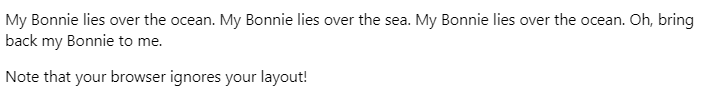 My Bonnie lies over the ocean. My Bonnie lies over the sea. My Bonnie lies over the ocean. Oh, bring
back my Bonnie to me.
Note that your browser ignores your layout!